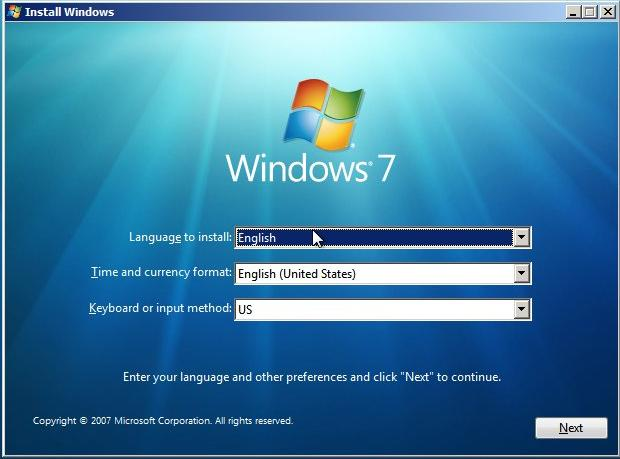 Install Windows
Windows® 7
Language to install: English
Time and currency format: English (United States)
Keyboard or input method: US
Enter your language and other preferences and click "Next" to continue.
Copyright © 2007 Microsoft Corporation. All rights reserved.
Next